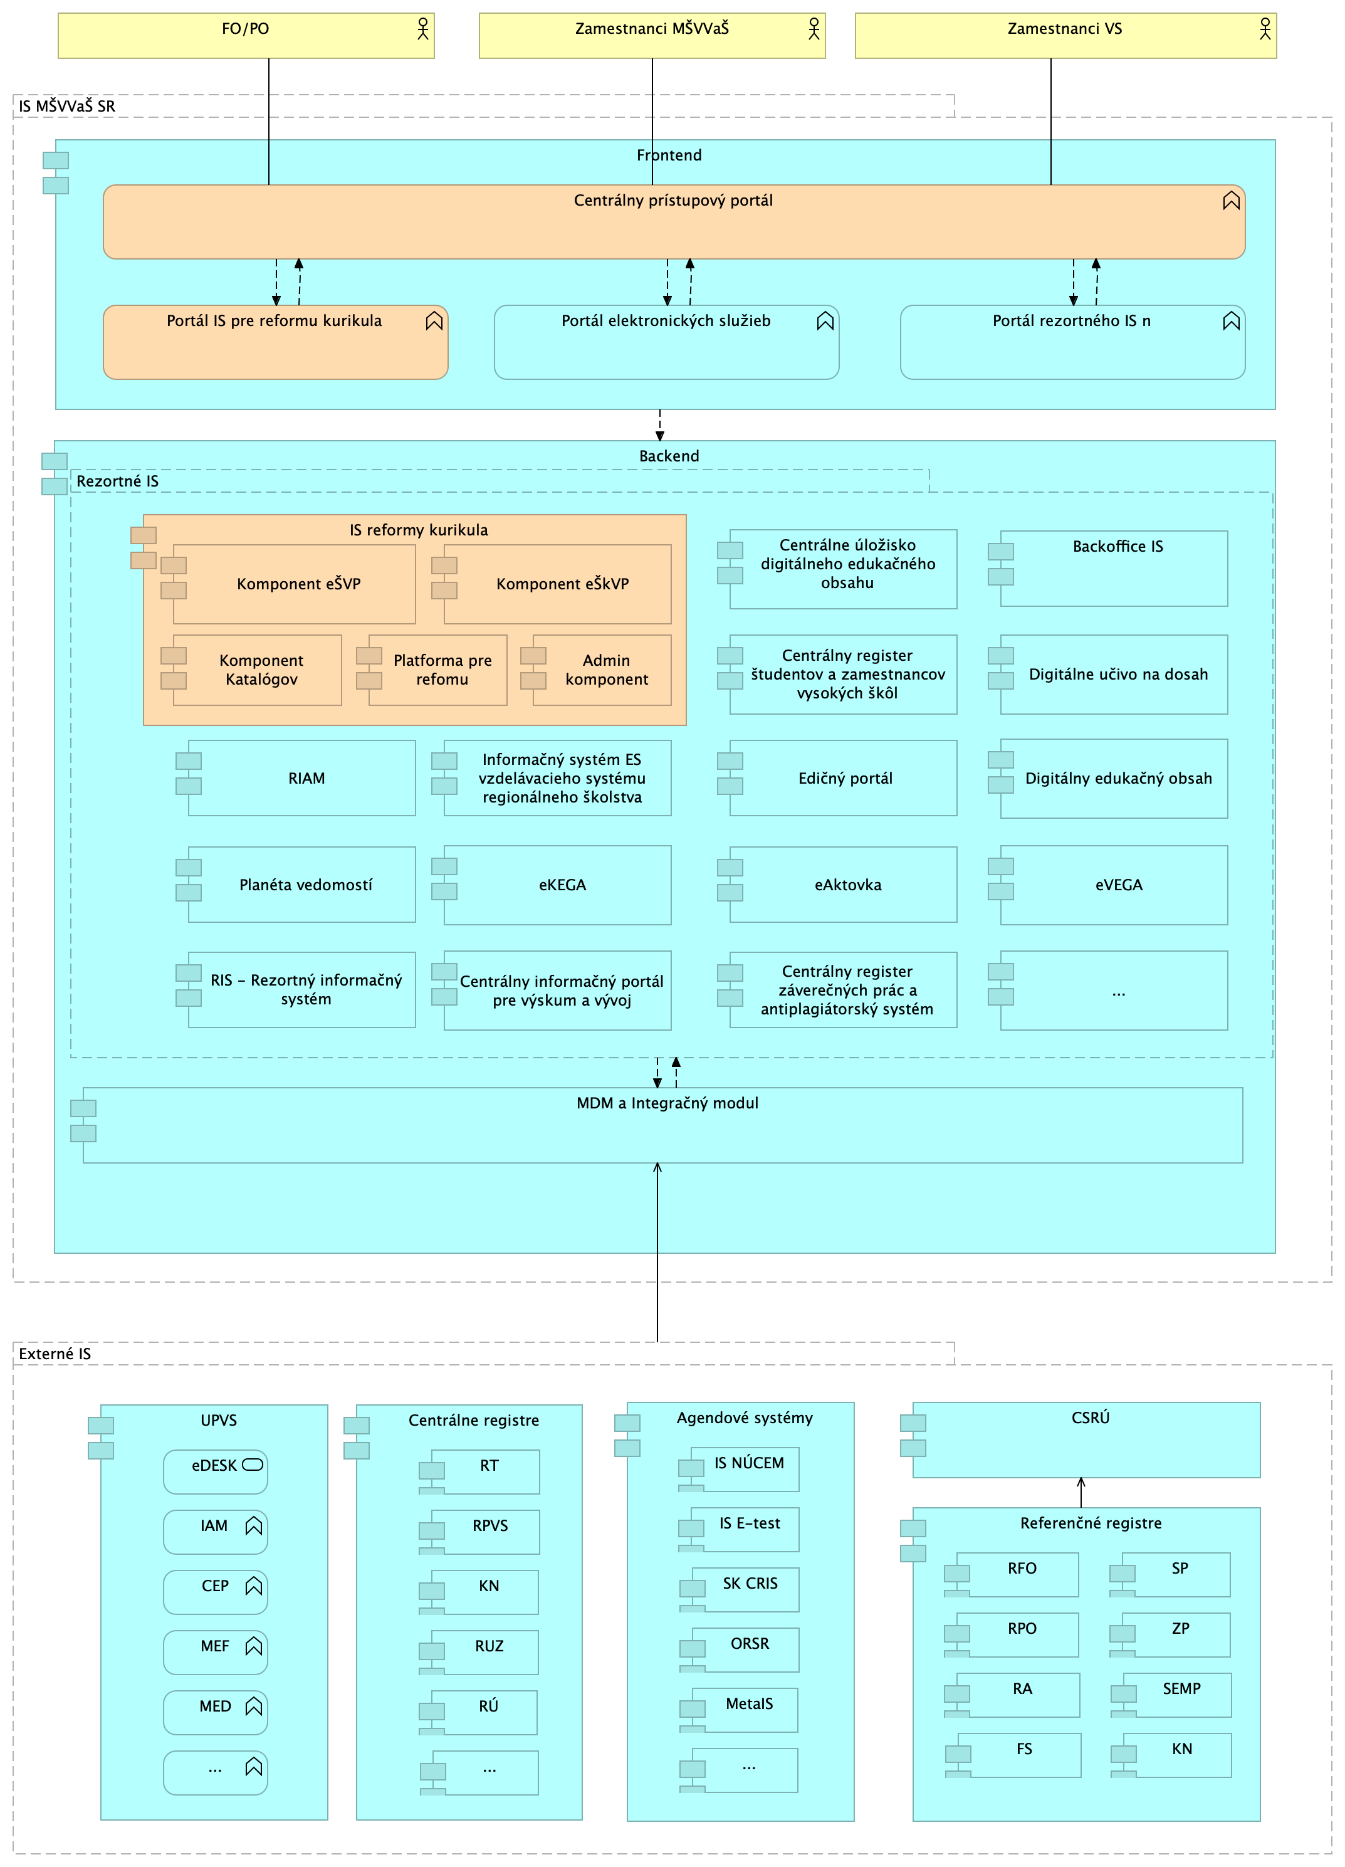 FO/PO
Zamestnanci MŠVVaŠ
Zamestnanci VS
IS MŠVVaŠ SR
Frontend
Centrálny prístupový portál
Portál IS pre reformu kurikula
Portál elektronických služieb
Portál rezortného IS n
Backend
Rezortné IS
IS reformy kurikula
Komponent eŠVP
Komponent eŠkVP
Komponent
Katalógov
Platforma pre
refomu
Admin
komponent
Centrálne úložisko
digitálneho edukačného
obsahu
Backoffice IS
Centrálny register
študentov a zamestnancov
vysokých škôl
Digitálne učivo na dosah
RIAM
Informačný systém ES
vzdelávacieho systému
regionálneho školstva
Edičný portál
Digitálny edukačný obsah
Planéta vedomostí
eKEGA
eAktovka
eVEGA
RIS - Rezortný informačný
systém
Centrálny informačný portál
pre výskum a vývoj
Centrálny register
záverečných prác a
antiplagiátorský systém
...
MDM a Integračný modul
Externé IS
UPVS
eDESK
IAM
CEP
MEF
MED
...
Centrálne registre
RT
RPVS
KN
RUZ
RÚ
...
Agendové systémy
IS NÚCEM
IS E-test
SK CRIS
ORSR
MetaIS
...
CSRÚ
Referenčné registre
RFO
SP
RPO
ZP
RA
SEMP
FS
KN